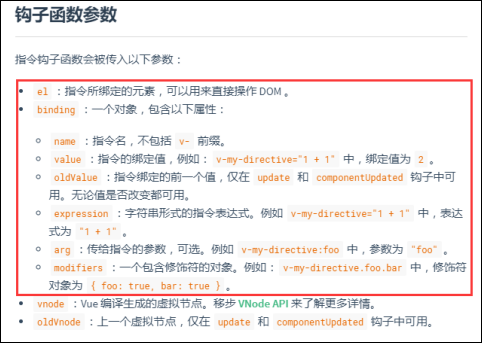 钩子函数参数
指令钩子函数会被传入以下参数：
el ：指令所绑定的元素，可以用来直接操作 DOM 。
binding ：一个对象，包含以下属性：
name ：指令名，不包括 v- 前缀。
value ：指令的绑定值，例如： v-my-directive="1 + 1" 中，绑定值为 2 。
oldValue ：指令绑定的前一个值，仅在 update 和 componentUpdated 钩子中可
用。无论值是否改变都可用。
expression ：字符串形式的指令表达式。例如 v-my-directive="1 + 1" 中，表达
式为 "1 + 1" 。
arg ：传给指令的参数，可选。例如 v-my-directive:foo 中，参数为 "foo" 。
modifiers ：一个包含修饰符的对象。例如： v-my-directive.foo.bar 中，修饰符
对象为 { foo: true, bar: true } 。
vnode ：Vue 编译生成的虚拟节点。移步 VNode API 来了解更多详情。
oldVnode ：上一个虚拟节点，仅在 update 和 componentUpdated 钩子中可用。